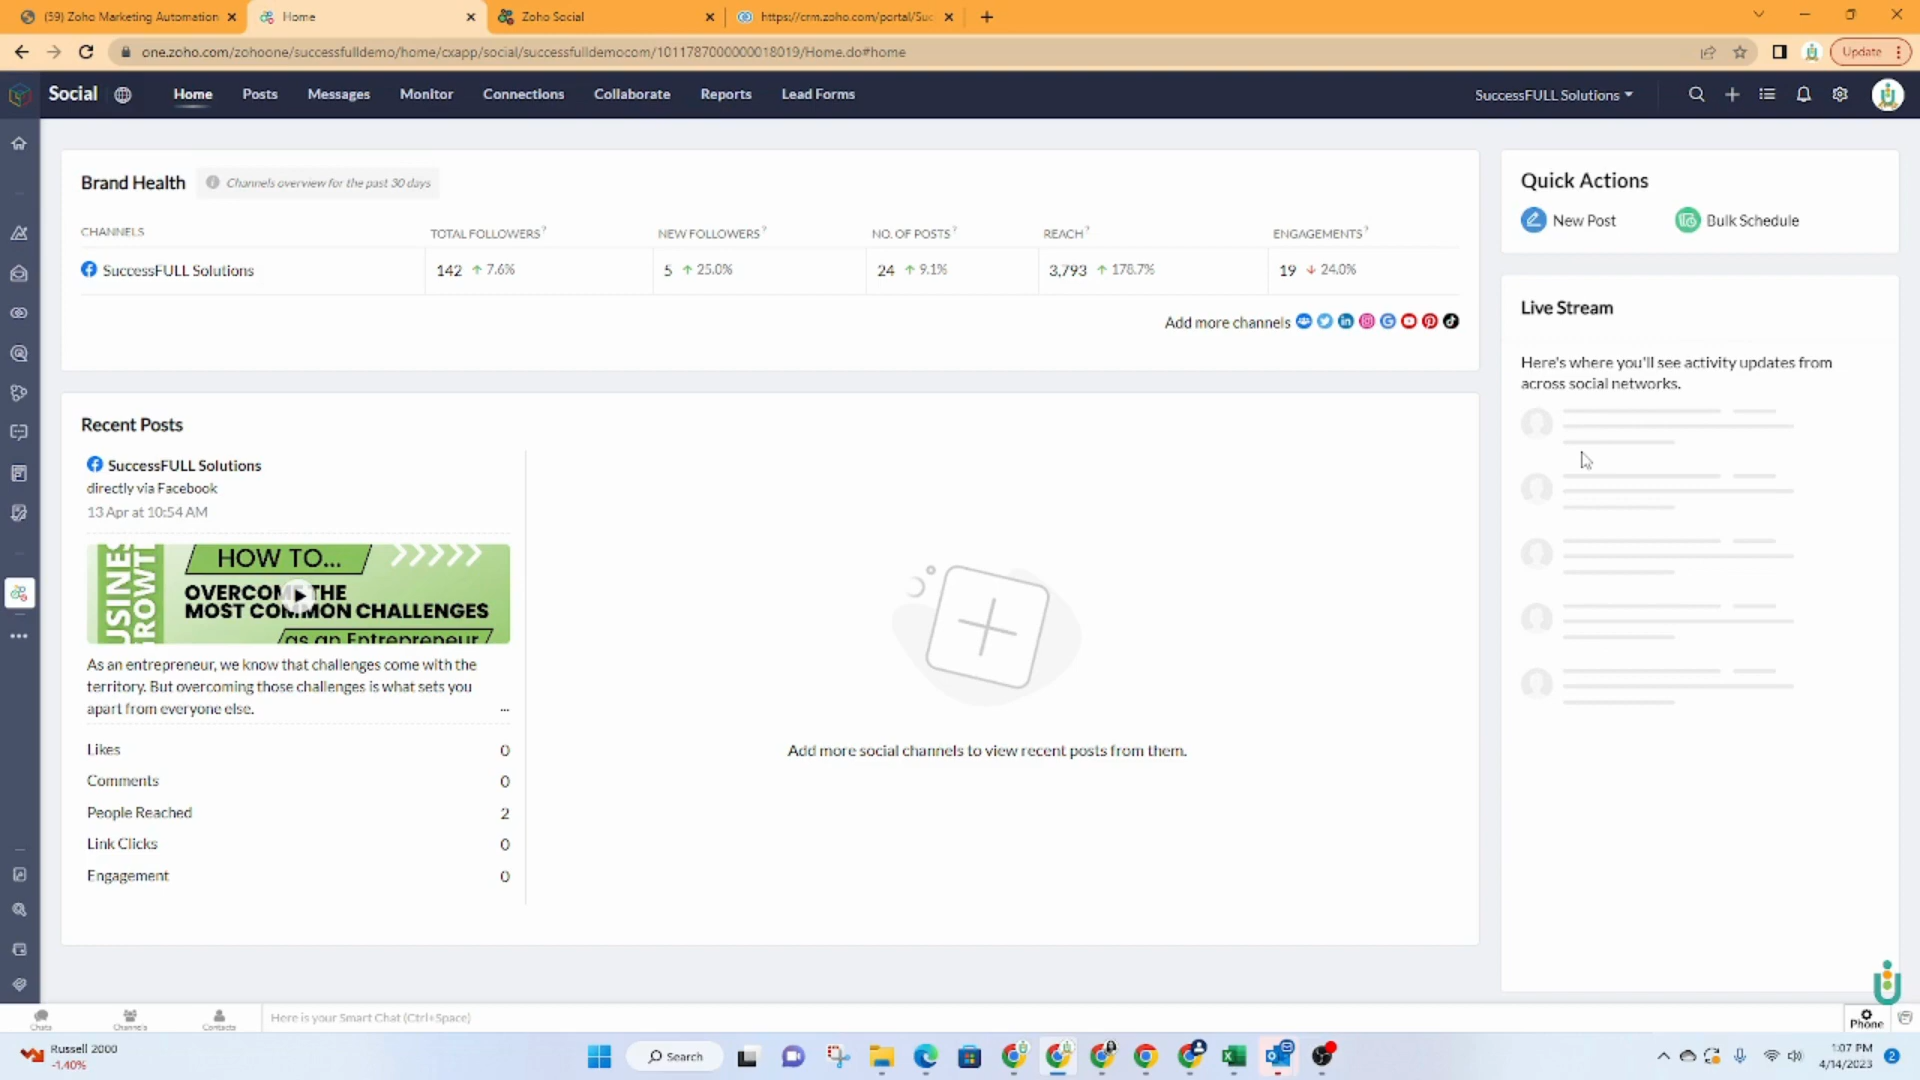 (59) Zoho Marketing Automation
Home
Zoho Social
https://crm.zoho.com/portal/Suc
one.zoho.com/zohoone/successfulldemo/home/cxapp/social/successfulldemocom/1011787000000018019/Home.do#home
Update
Social
Home
Posts
Messages
Monitor
Connections
Collaborate
Reports
Lead Forms
SuccessFULL Solutions
Brand Health
Channels overview for the past 30 days
CHANNELS
TOTAL FOLLOWERS?
NEW FOLLOWERS?
NO. OF POSTS?
REACH?
ENGAGEMENTS?
SuccessFULL Solutions
142 ↑ 7.6%
5 ↑ 25.0%
24 ↑ 9.1%
3,793 ↑ 178.7%
19 ↓ 24.0%
Add more channels
Quick Actions
New Post
Bulk Schedule
Live Stream
Here's where you'll see activity updates from
across social networks.
Recent Posts
SuccessFULL Solutions
directly via Facebook
13 Apr at 10:54 AM
HOW TO...
OVERCOME THE
MOST COMMON CHALLENGES
as an Entrepreneur
As an entrepreneur, we know that challenges come with the
territory. But overcoming those challenges is what sets you
apart from everyone else.
...
Likes 0
Comments 0
People Reached 2
Link Clicks 0
Engagement 0
Add more social channels to view recent posts from them.
Chats
Channels
Contacts
Here is your Smart Chat (Ctrl+Space)
Phone
Russell 2000
-1.40%
Search
1:07 PM
4/14/2023
2